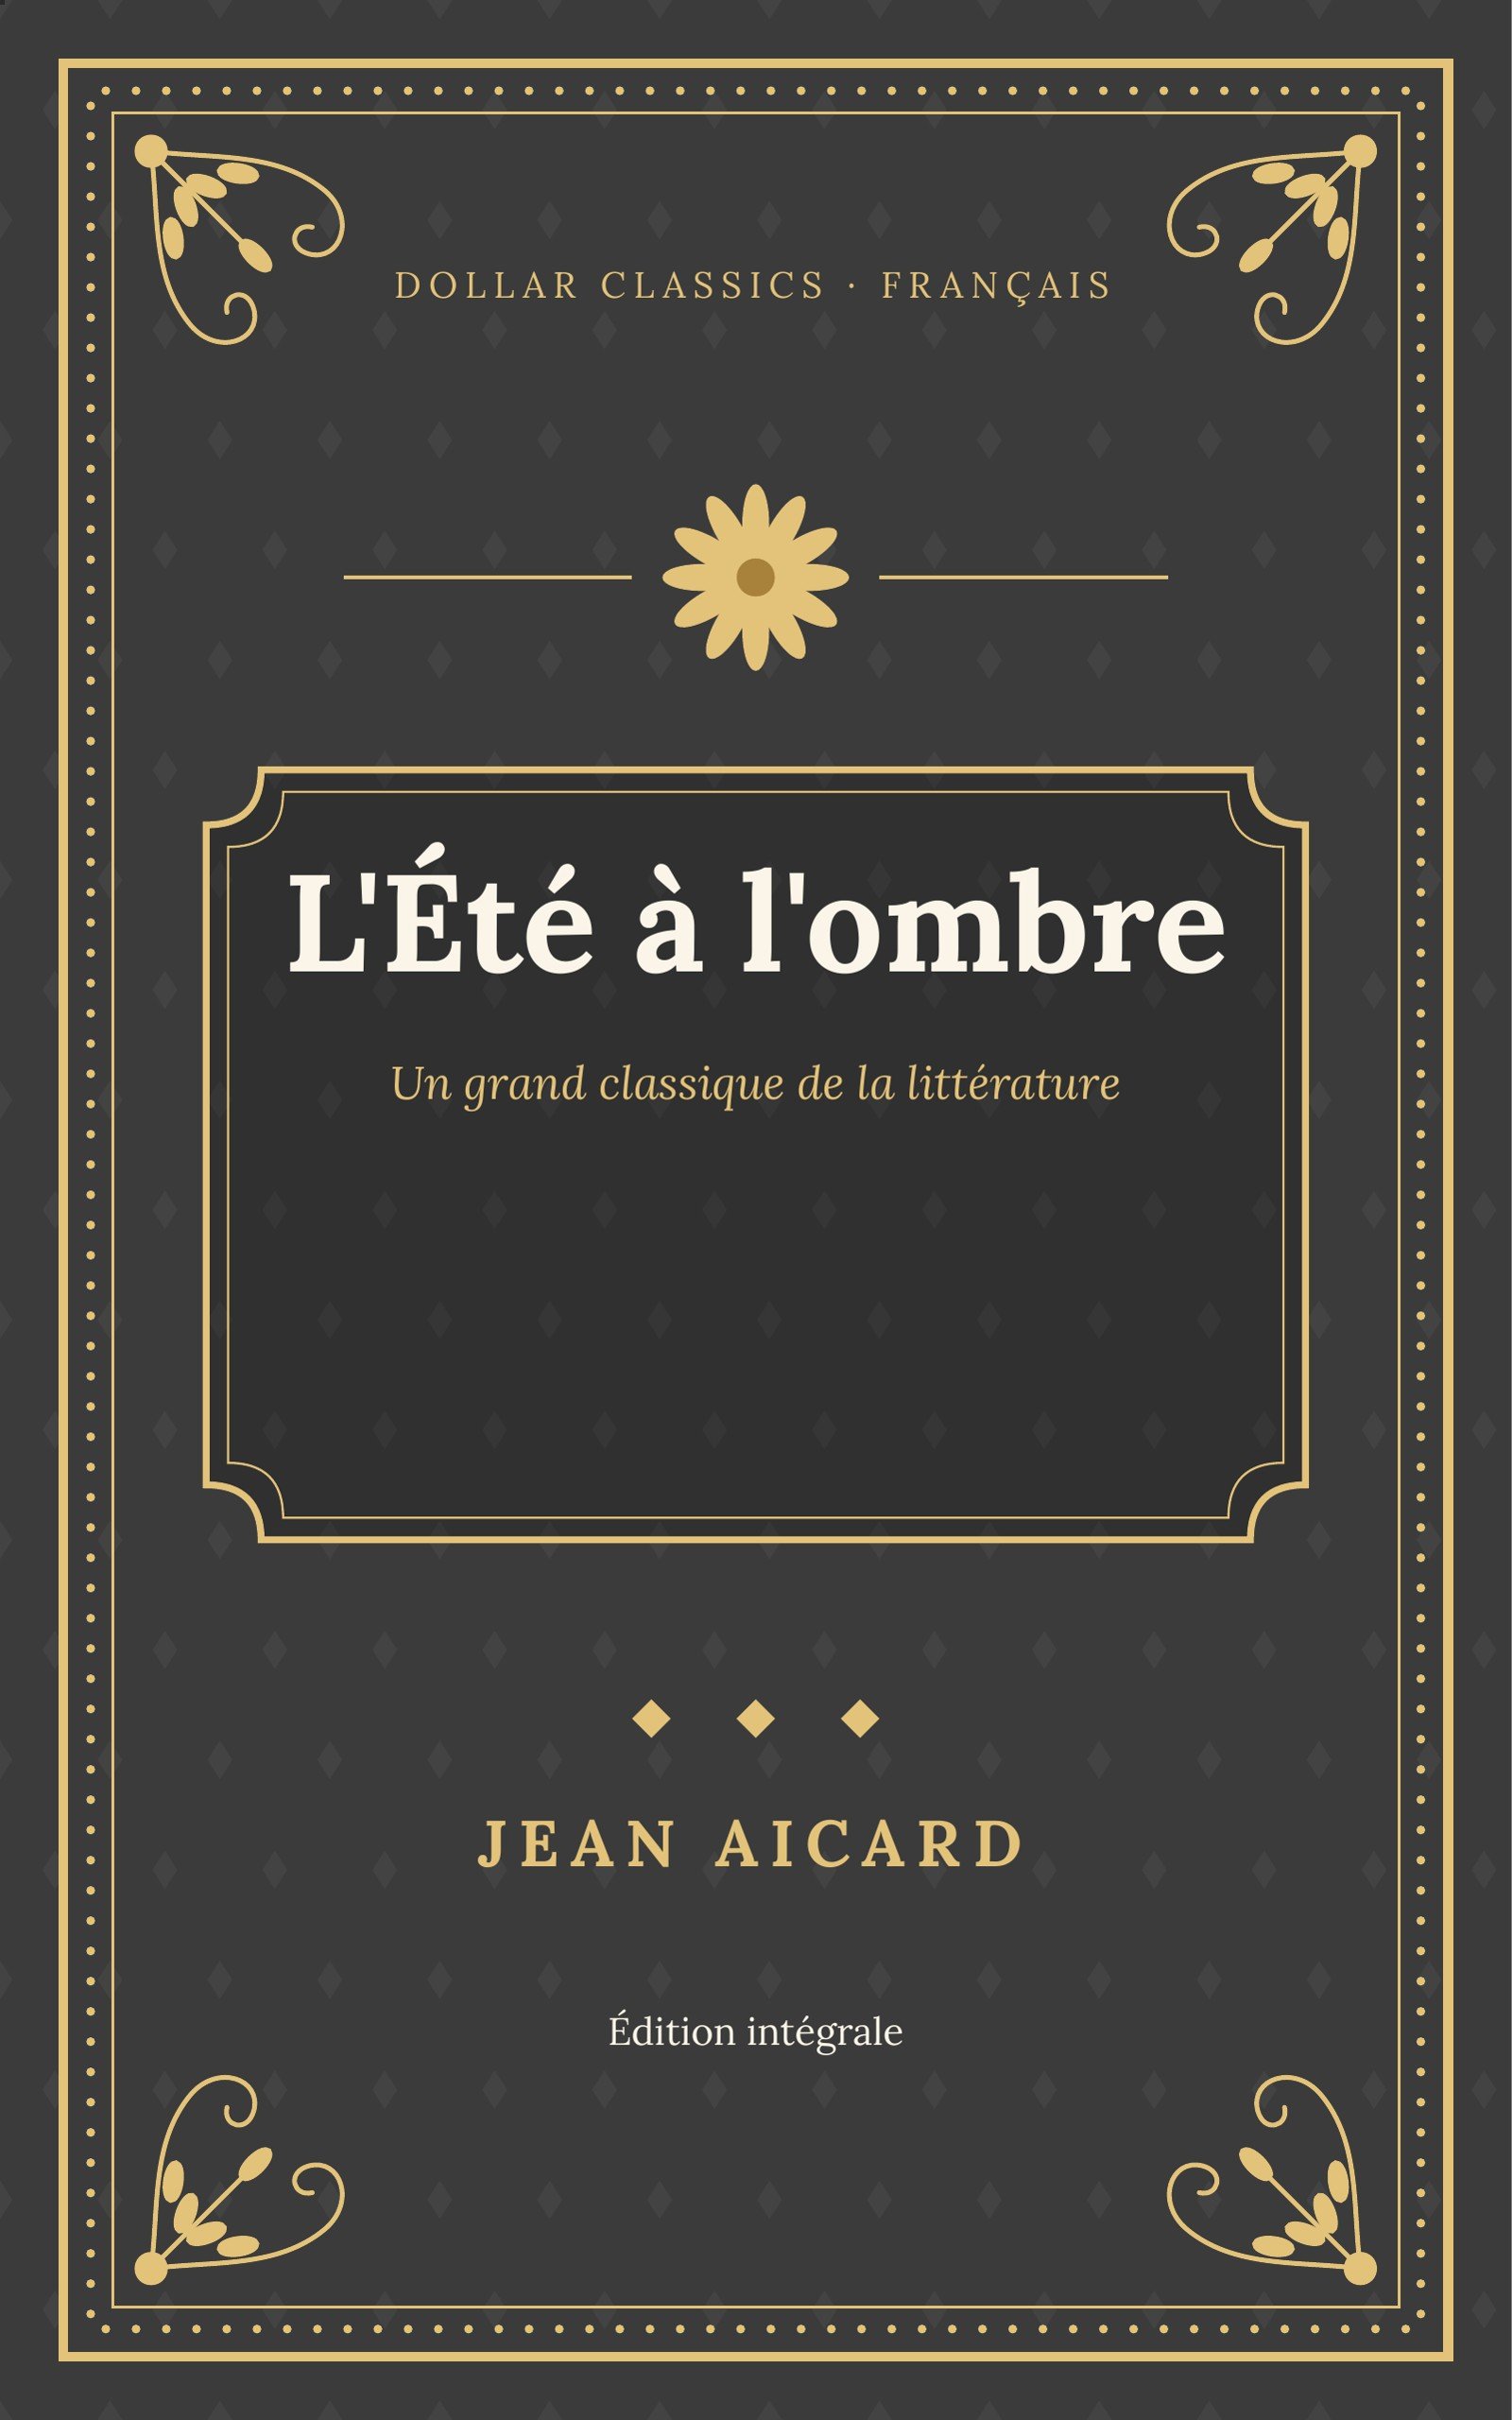 DOLLAR CLASSICS · FRANÇAIS
L'Été à l'ombre
Un grand classique de la littérature
JEAN AICARD
Édition intégrale